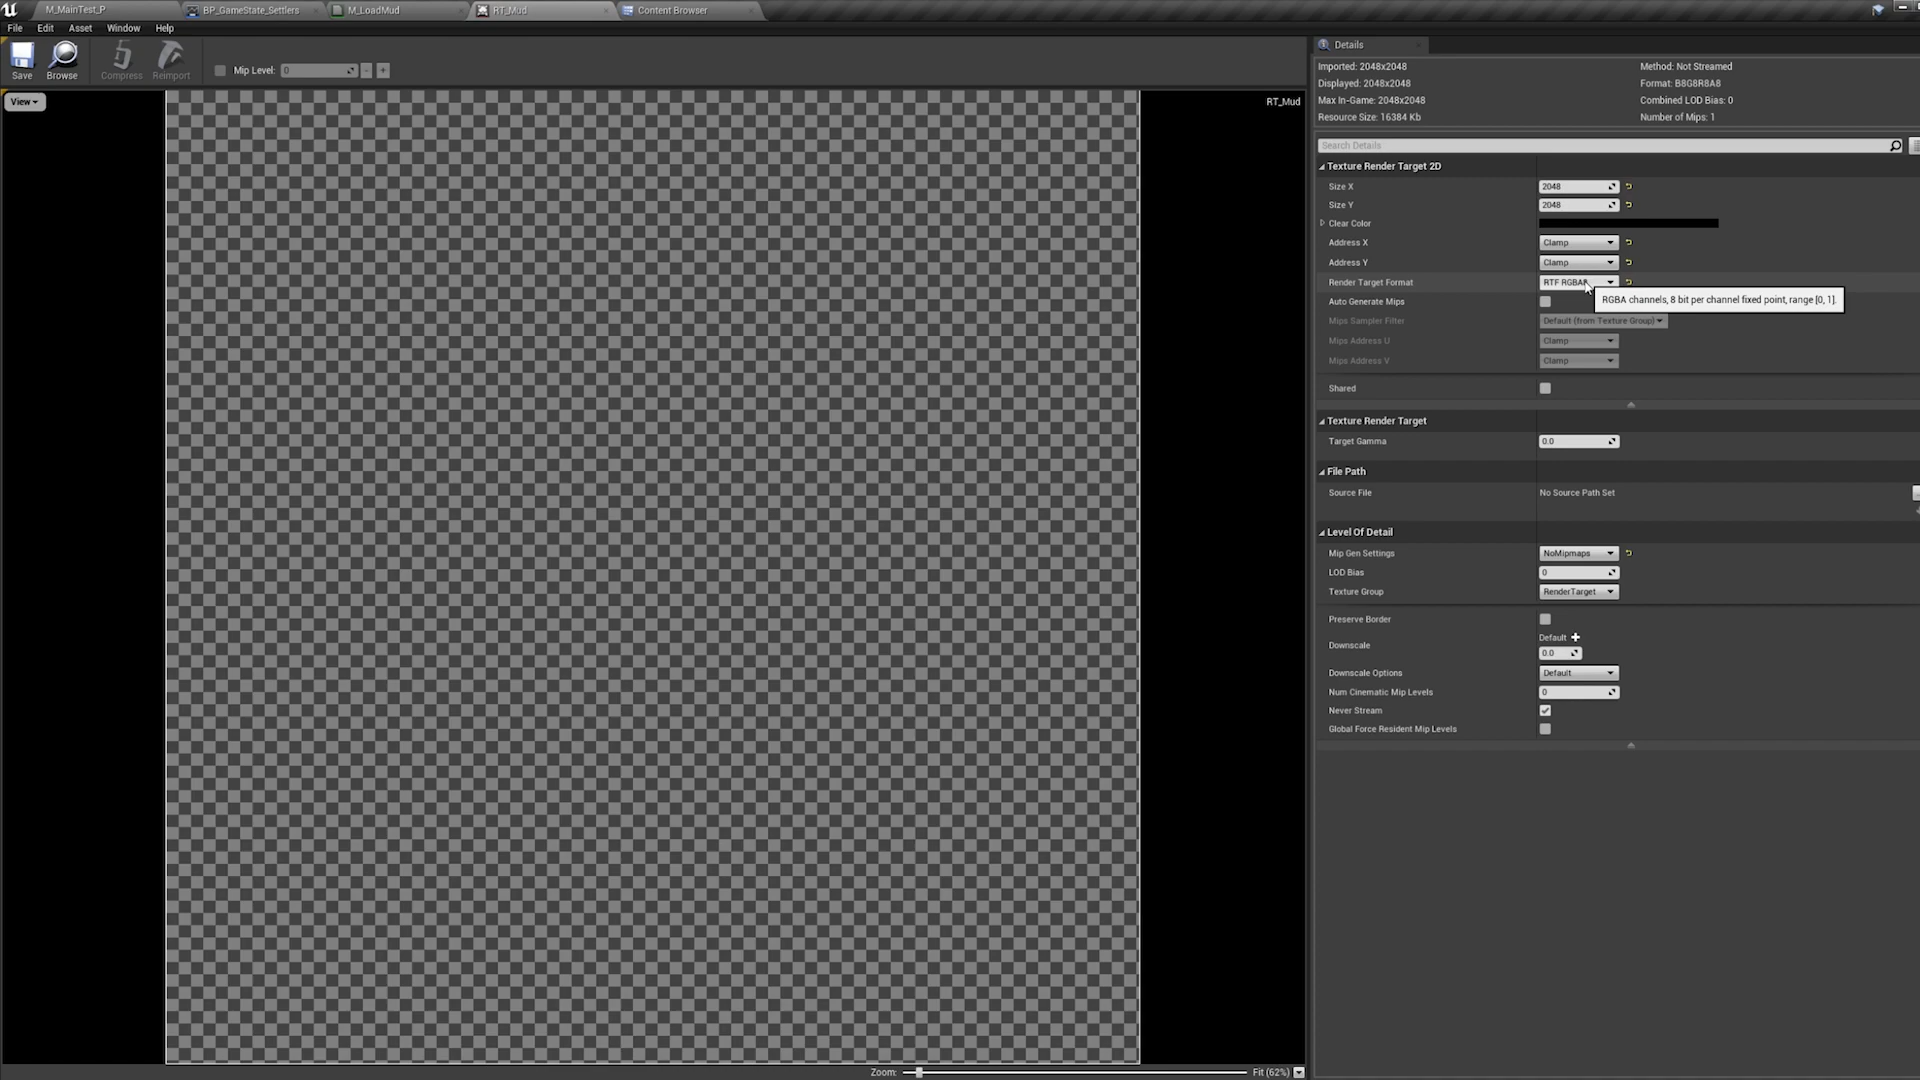 M_MainTest_P
BP_GameState_Settlers
M_LoadMud
RT_Mud
Content Browser
File Edit Asset Window Help
Save
Browse
Compress
Reimport
Mip Level: 0
View
RT_Mud
Zoom:
Fit (62%)
Details
Imported: 2048x2048
Method: Not Streamed
Displayed: 2048x2048
Format: B8G8R8A8
Max In-Game: 2048x2048
Combined LOD Bias: 0
Resource Size: 16384 Kb
Number of Mips: 1
Search Details
Texture Render Target 2D
Size X 2048
Size Y 2048
Clear Color
Address X Clamp
Address Y Clamp
Render Target Format RTF RGBA8
RGBA channels, 8 bit per channel fixed point, range [0, 1].
Auto Generate Mips
Mips Sampler Filter Default (from Texture Group)
Mips Address U Clamp
Mips Address V Clamp
Shared
Texture Render Target
Target Gamma 0.0
File Path
Source File No Source Path Set
Level Of Detail
Mip Gen Settings NoMipmaps
LOD Bias 0
Texture Group RenderTarget
Preserve Border
Default
Downscale
0.0
Downscale Options Default
Num Cinematic Mip Levels 0
Never Stream
Global Force Resident Mip Levels